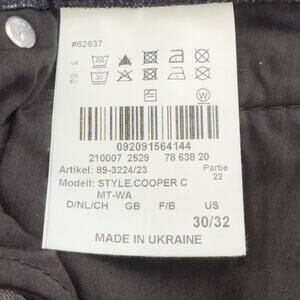 #62637
US
CN
EU
30
W
092091564144
210007 2529 78 638 20
Artikel: 89-3224/23 Partie
22
Modell: STYLE.COOPER C
MT-WA
D/NL/CH GB F/B US
30/32
MADE IN UKRAINE